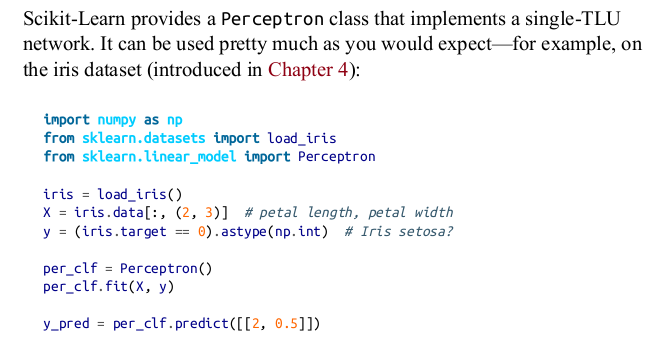 Scikit-Learn provides a Perceptron class that implements a single-TLU
network. It can be used pretty much as you would expect—for example, on
the iris dataset (introduced in Chapter 4):
import numpy as np
from sklearn.datasets import load_iris
from sklearn.linear_model import Perceptron
iris = load_iris()
X = iris.data[:, (2, 3)]  # petal length, petal width
y = (iris.target == 0).astype(np.int)  # Iris setosa?
per_clf = Perceptron()
per_clf.fit(X, y)
y_pred = per_clf.predict([[2, 0.5]])